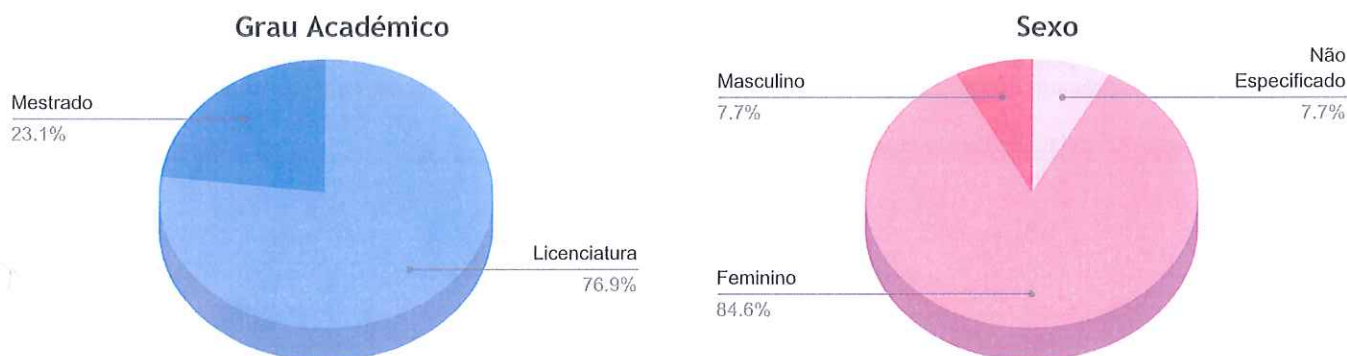 Grau Académico
Mestrado
23.1%
Licenciatura
76.9%
Sexo
Masculino
7.7%
Não
Especificado
7.7%
Feminino
84.6%